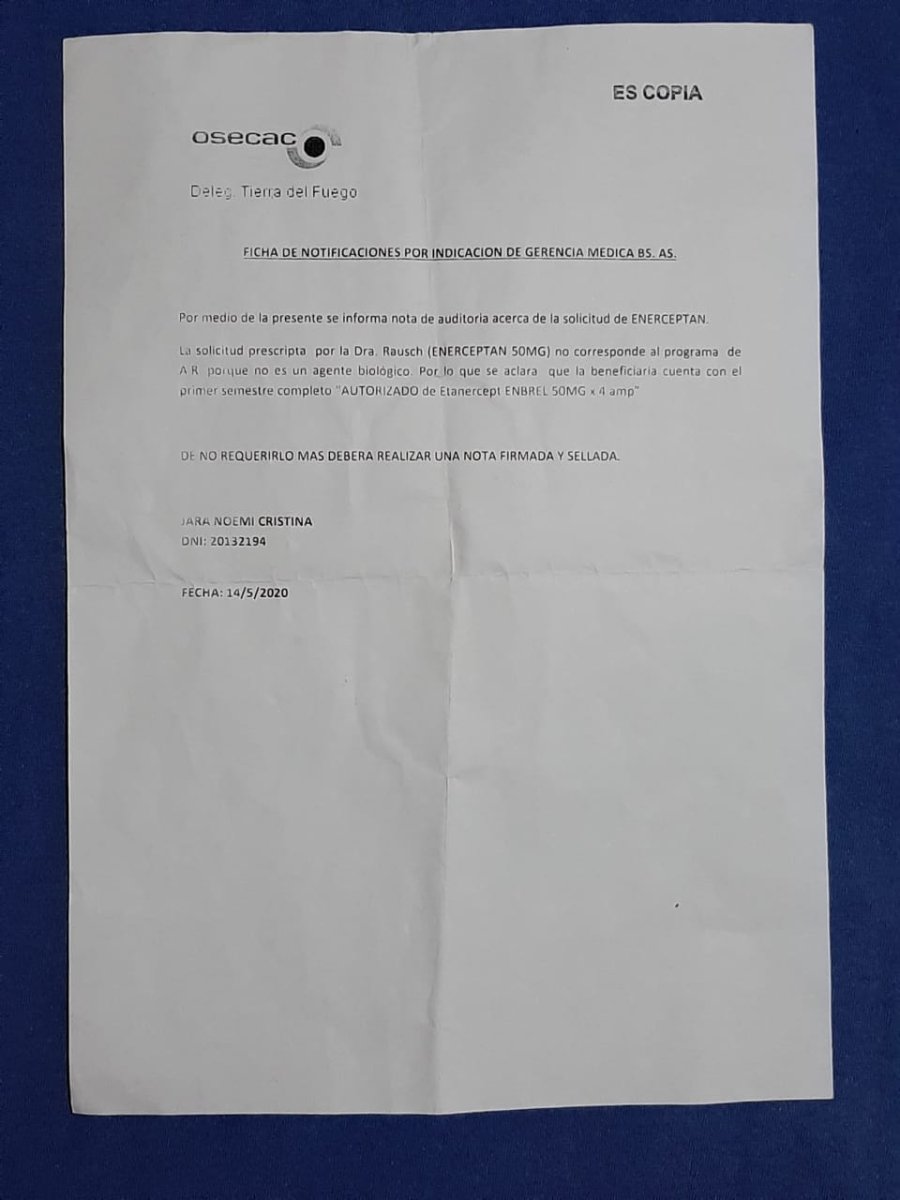 ES COPIA
osecac
Deleg. Tierra del Fuego
FICHA DE NOTIFICACIONES POR INDICACION DE GERENCIA MEDICA BS. AS.
Por medio de la presente se informa nota de auditoria acerca de la solicitud de ENERCEPTAN.
La solicitud prescripta por la Dra. Rausch (ENERCEPTAN 50MG) no corresponde al programa de
A.R. porque no es un agente biológico. Por lo que se aclara que la beneficiaria cuenta con el
primer semestre completo "AUTORIZADO de Etanercept ENBREL 50MG x 4 amp"
DE NO REQUERIRLO MAS DEBERA REALIZAR UNA NOTA FIRMADA Y SELLADA.
JARA NOEMI CRISTINA
DNI: 20132194
FECHA: 14/5/2020